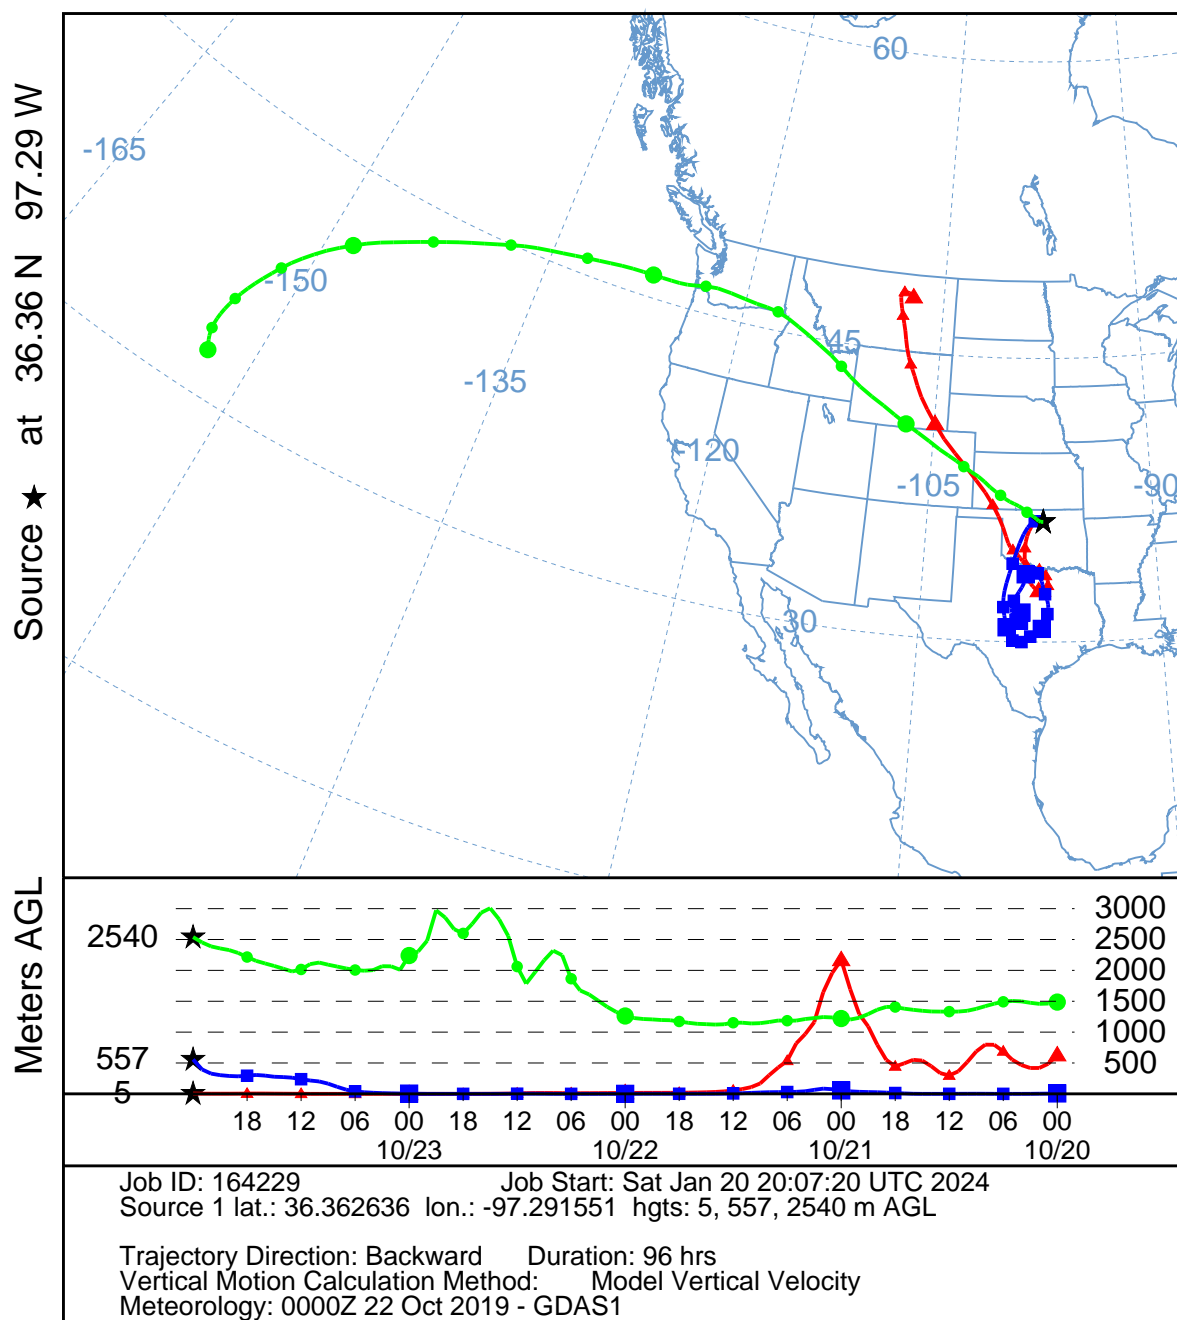 Source ★ at 36.36 N 97.29 W
60
-165
-150
45
-135
-120
-105
-90
30
Meters AGL
3000
2540
2500
2000
1500
1000
557
500
5
18 12 06 00 18 12 06 00 18 12 06 00 18 12 06 00
10/23 10/22 10/21 10/20
Job ID: 164229 Job Start: Sat Jan 20 20:07:20 UTC 2024
Source 1 lat.: 36.362636 lon.: -97.291551 hgts: 5, 557, 2540 m AGL
Trajectory Direction: Backward Duration: 96 hrs
Vertical Motion Calculation Method: Model Vertical Velocity
Meteorology: 0000Z 22 Oct 2019 - GDAS1